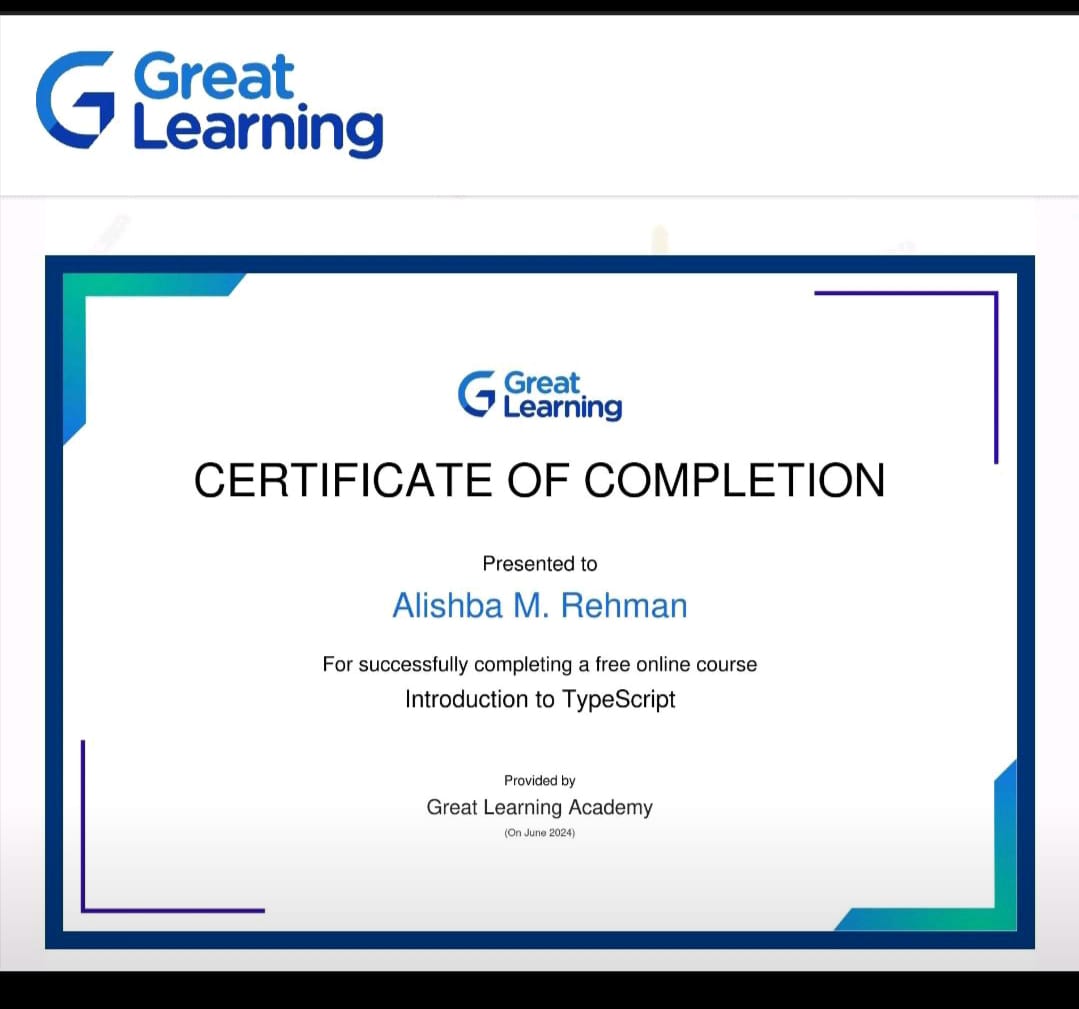 Great
Learning
Great
Learning
CERTIFICATE OF COMPLETION
Presented to
Alishba M. Rehman
For successfully completing a free online course
Introduction to TypeScript
Provided by
Great Learning Academy
(On June 2024)